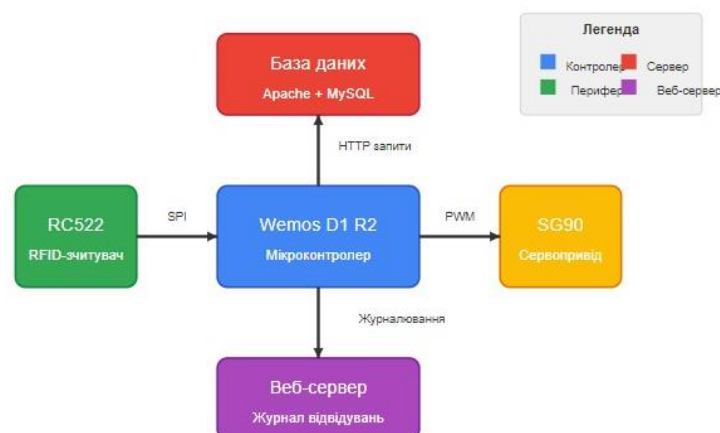 База даних
Apache + MySQL
Легенда
Контролер
Сервер
Перифер
Веб-сервер
HTTP запити
RC522
RFID-зчитувач
SPI
Wemos D1 R2
Мікроконтролер
PWM
SG90
Сервопривід
Журналювання
Веб-сервер
Журнал відвідувань